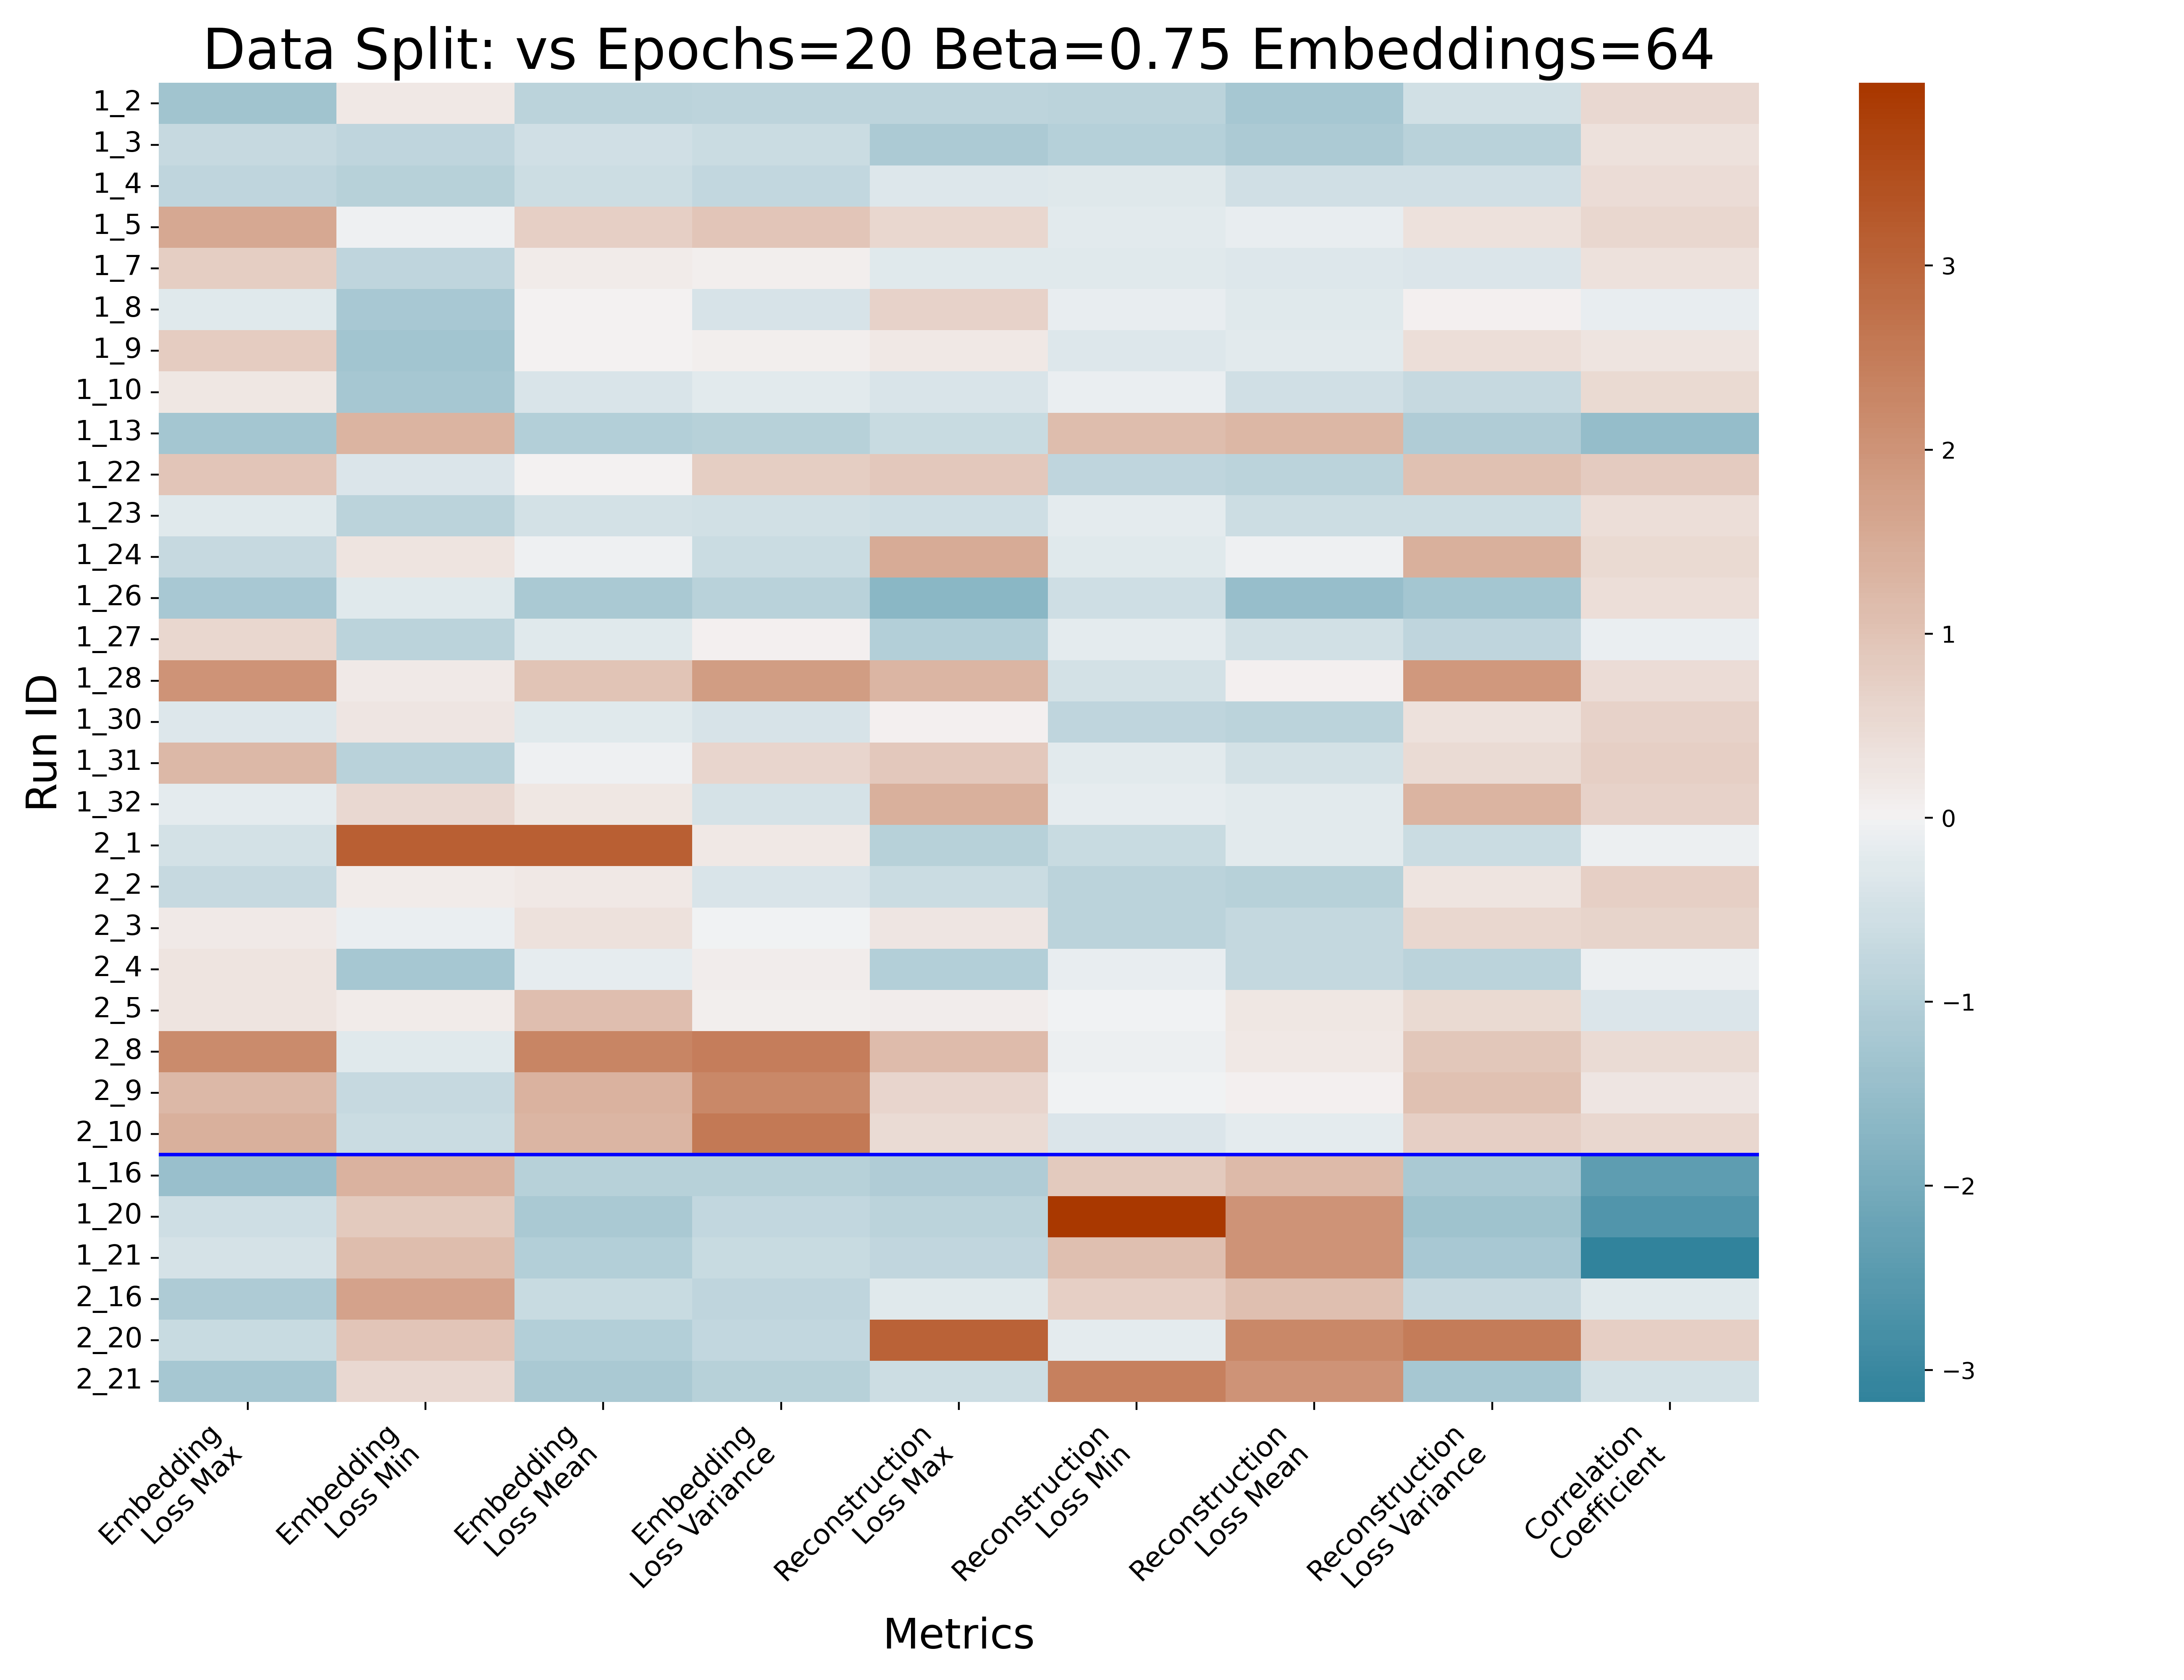 Data Split: vs Epochs=20 Beta=0.75 Embeddings=64
Run ID
1_2
1_3
1_4
1_5
1_7
1_8
1_9
1_10
1_13
1_22
1_23
1_24
1_26
1_27
1_28
1_30
1_31
1_32
2_1
2_2
2_3
2_4
2_5
2_8
2_9
2_10
1_16
1_20
1_21
2_16
2_20
2_21
Embedding
Loss Max
Embedding
Loss Min
Embedding
Loss Mean
Embedding
Loss Variance
Reconstruction
Loss Max
Reconstruction
Loss Min
Reconstruction
Loss Mean
Reconstruction
Loss Variance
Correlation
Coefficient
Metrics
3
2
1
0
−1
−2
−3